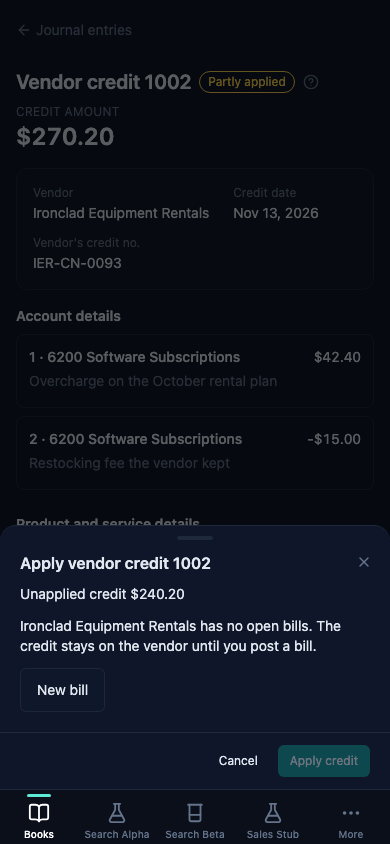 Journal entries
Vendor credit 1002 Partly applied
CREDIT AMOUNT
$270.20
Vendor Credit date
Ironclad Equipment Rentals Nov 13, 2026
Vendor's credit no.
IER-CN-0093
Account details
1 · 6200 Software Subscriptions $42.40
Overcharge on the October rental plan
2 · 6200 Software Subscriptions -$15.00
Restocking fee the vendor kept
Product and service details
Apply vendor credit 1002
Unapplied credit $240.20
Ironclad Equipment Rentals has no open bills. The
credit stays on the vendor until you post a bill.
New bill
Cancel Apply credit
Books Search Alpha Search Beta Sales Stub More